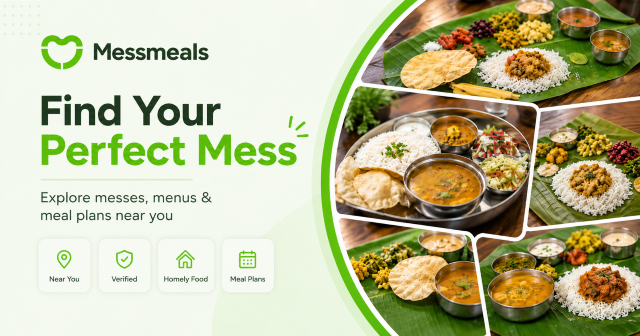 Messmeals
Find Your
Perfect Mess
Explore messes, menus &
meal plans near you
Near You
Verified
Homely Food
Meal Plans